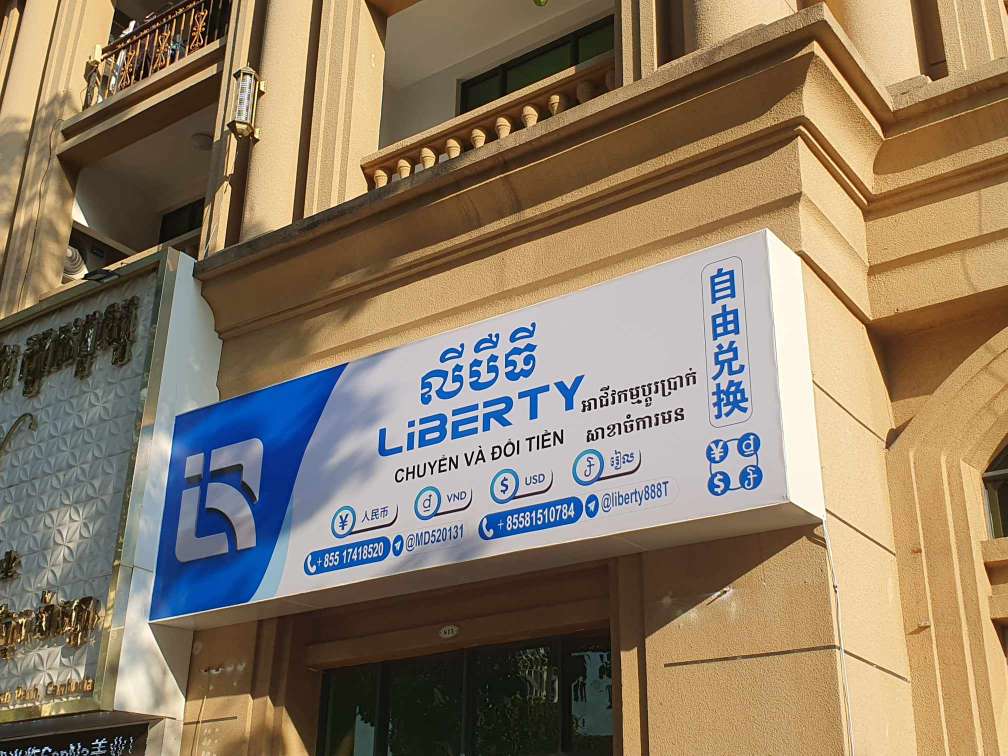 លីបឺធី
LiBERTY
CHUYỂN VÀ ĐỔI TIỀN
អាជីវកម្មប្តូរប្រាក់
សាខាចំការមន
¥ 人民币
₫ VND
$ USD
៛ រៀល
+ 855 17418520
@MD520131
+ 85581510784
@liberty888T
自由兑换
¥ ₫
$ ៛
Cambodia